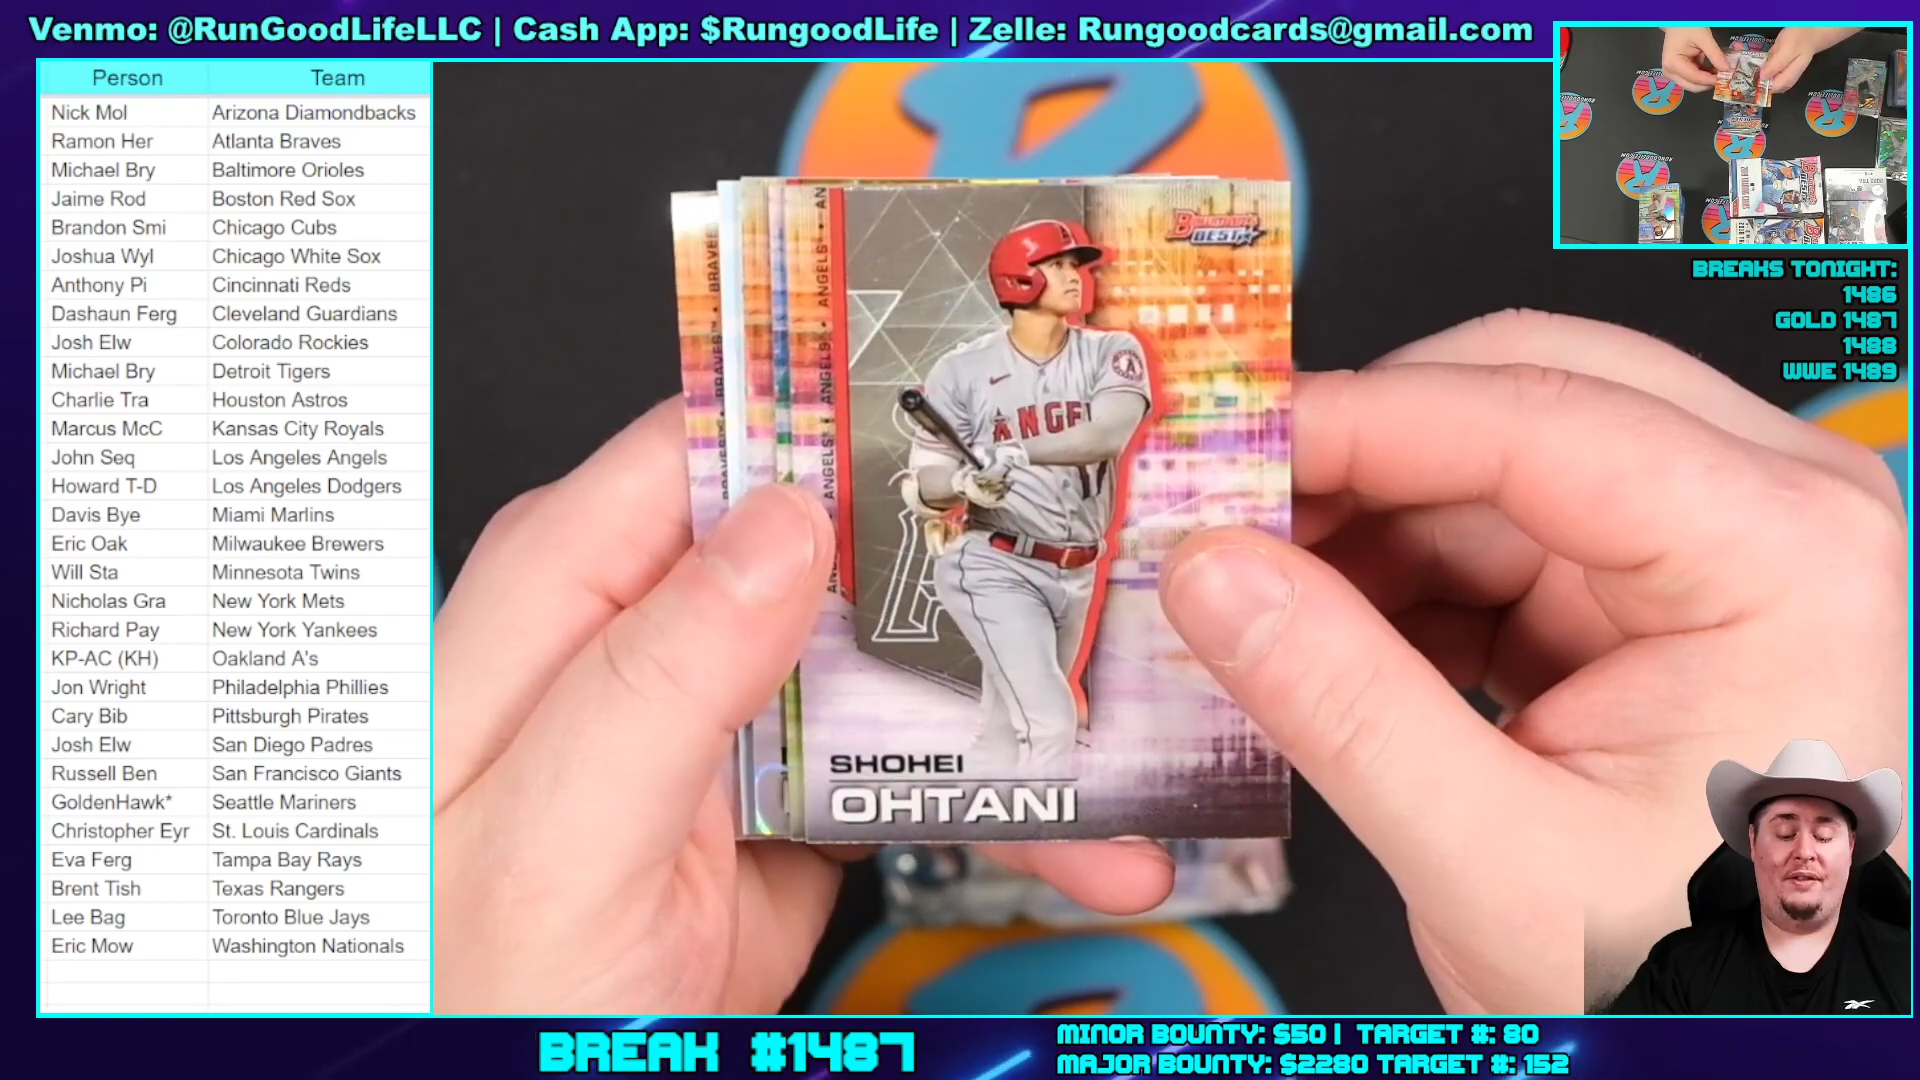 Venmo: @RunGoodLifeLLC | Cash App: $RungoodLife | Zelle: Rungoodcards@gmail.com
Person Team
Nick Mol Arizona Diamondbacks
Ramon Her Atlanta Braves
Michael Bry Baltimore Orioles
Jaime Rod Boston Red Sox
Brandon Smi Chicago Cubs
Joshua Wyl Chicago White Sox
Anthony Pi Cincinnati Reds
Dashaun Ferg Cleveland Guardians
Josh Elw Colorado Rockies
Michael Bry Detroit Tigers
Charlie Tra Houston Astros
Marcus McC Kansas City Royals
John Seq Los Angeles Angels
Howard T-D Los Angeles Dodgers
Davis Bye Miami Marlins
Eric Oak Milwaukee Brewers
Will Sta Minnesota Twins
Nicholas Gra New York Mets
Richard Pay New York Yankees
KP-AC (KH) Oakland A's
Jon Wright Philadelphia Phillies
Cary Bib Pittsburgh Pirates
Josh Elw San Diego Padres
Russell Ben San Francisco Giants
GoldenHawk* Seattle Mariners
Christopher Eyr St. Louis Cardinals
Eva Ferg Tampa Bay Rays
Brent Tish Texas Rangers
Lee Bag Toronto Blue Jays
Eric Mow Washington Nationals
BRAVES
ANGELS • ANGELS • ANGELS
BOWMAN'S
BEST
ANGE
17
SHOHEI
OHTANI
BREAKS TONIGHT:
1486
GOLD 1487
1488
WWE 1489
BREAK #1487
MINOR BOUNTY: $50 | TARGET #: 80
MAJOR BOUNTY: $2280 TARGET #: 152